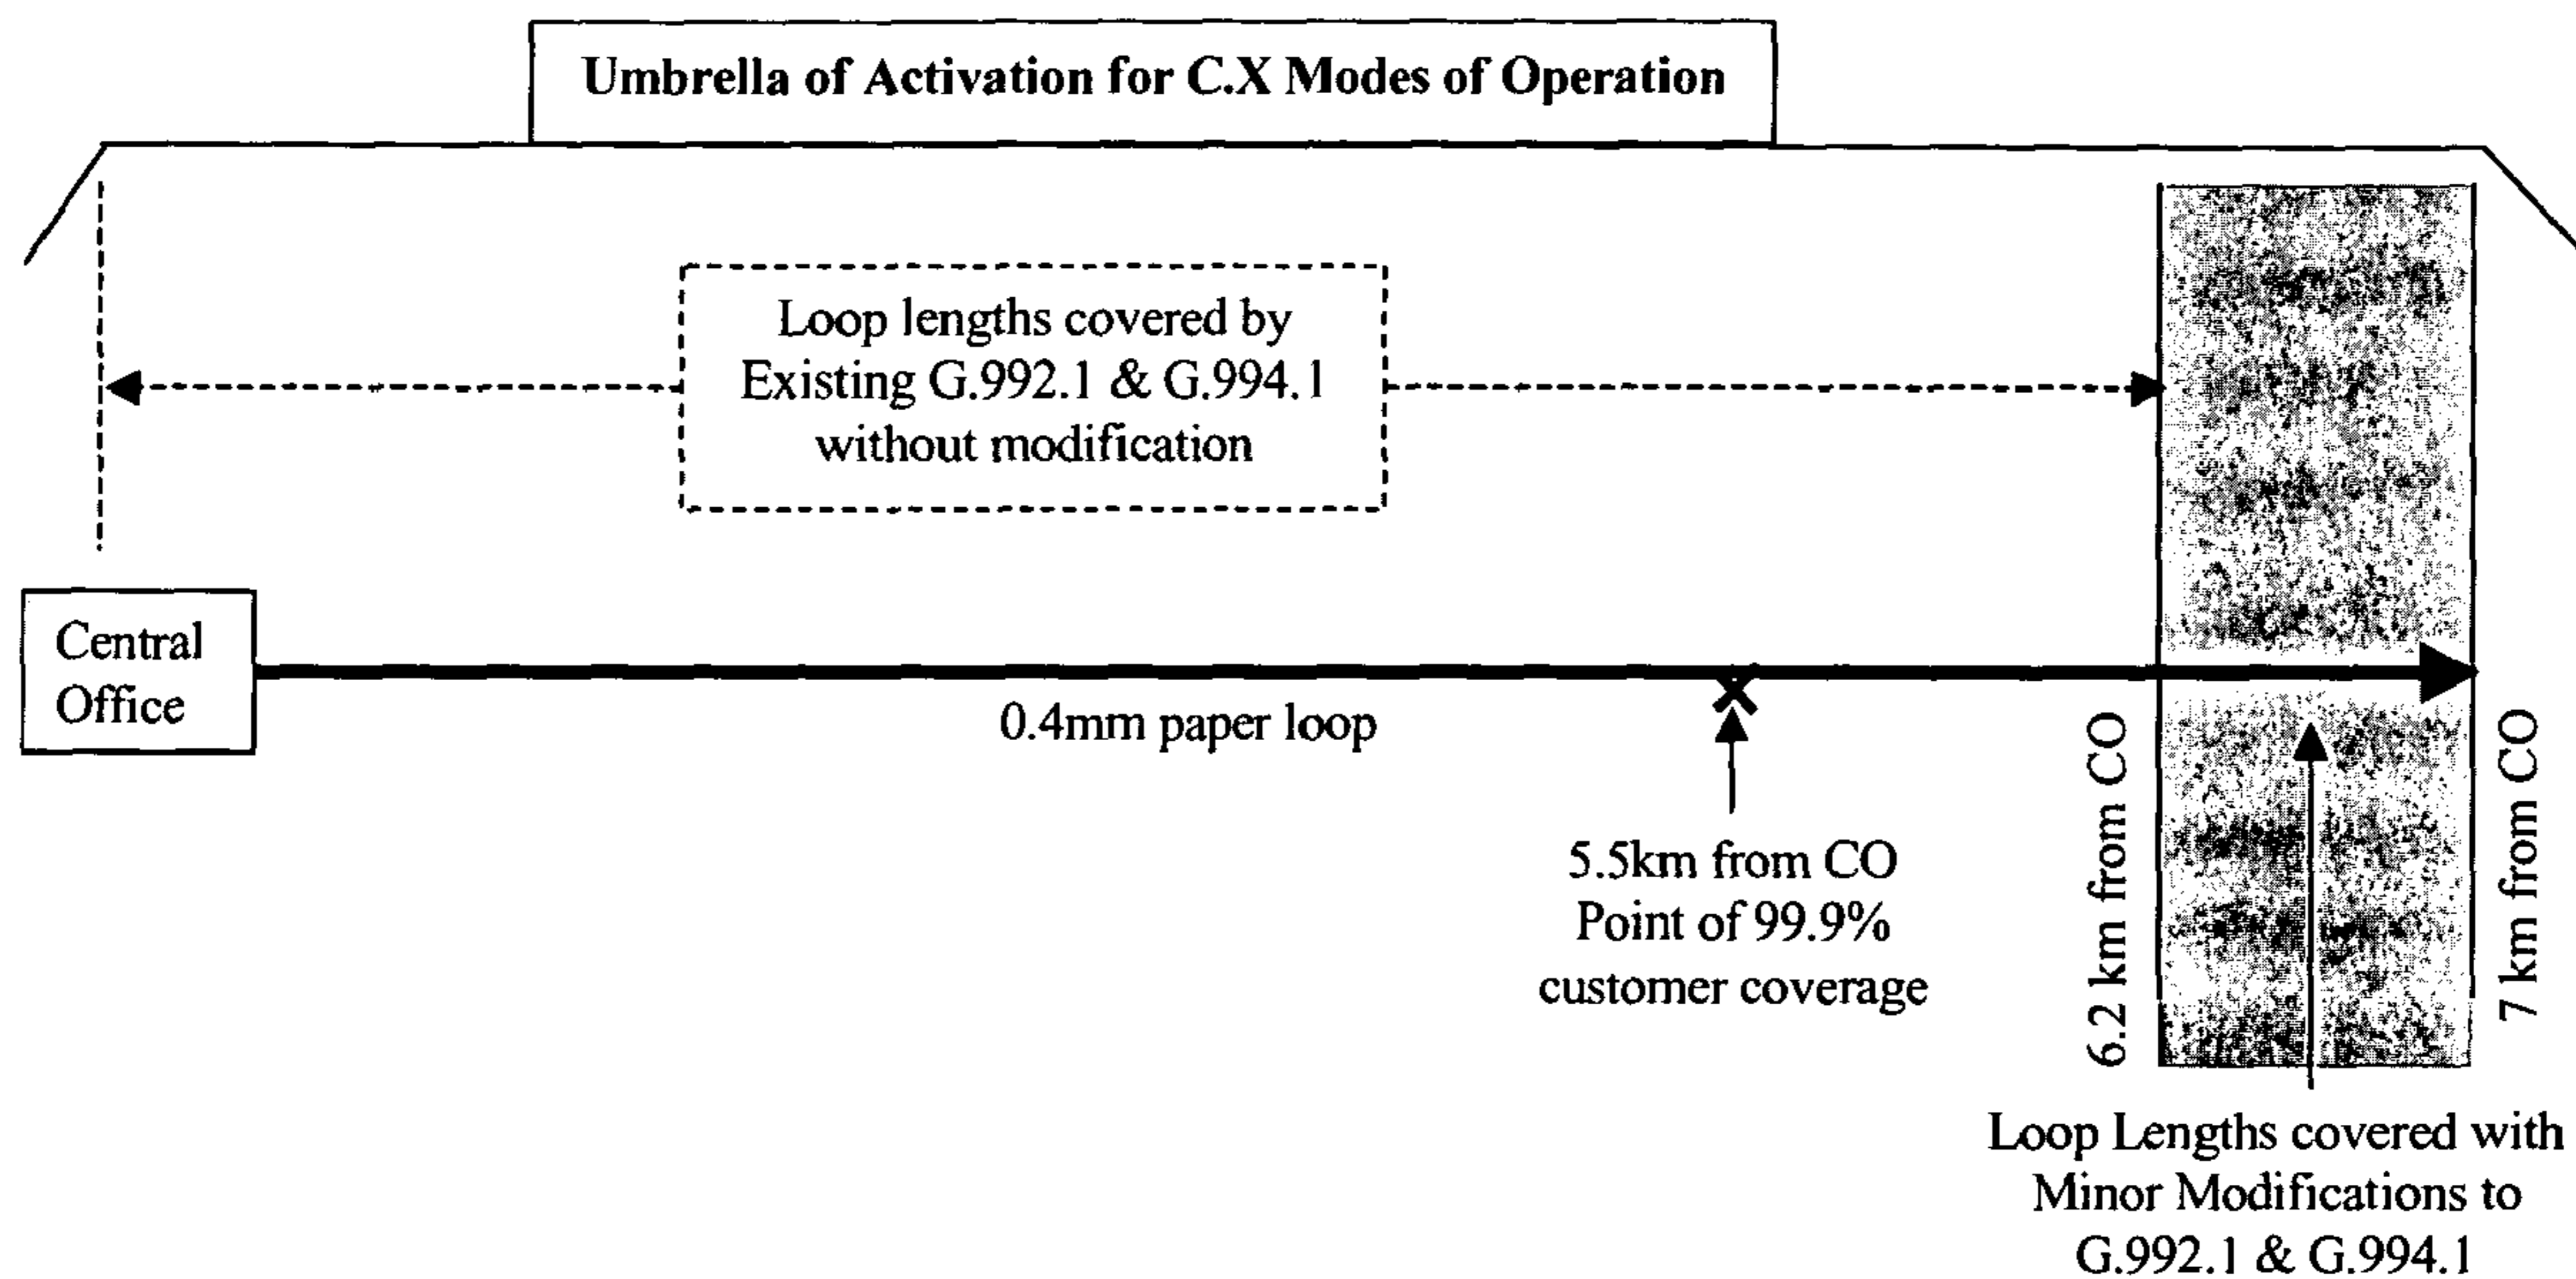 Umbrella of Activation for C.X Modes of Operation
Loop lengths covered by
Existing G.992.1 & G.994.1
without modification
Central
Office
0.4mm paper loop
5.5km from CO
Point of 99.9%
customer coverage
6.2 km from CO
7 km from CO
Loop Lengths covered with
Minor Modifications to
G.992.1 & G.994.1